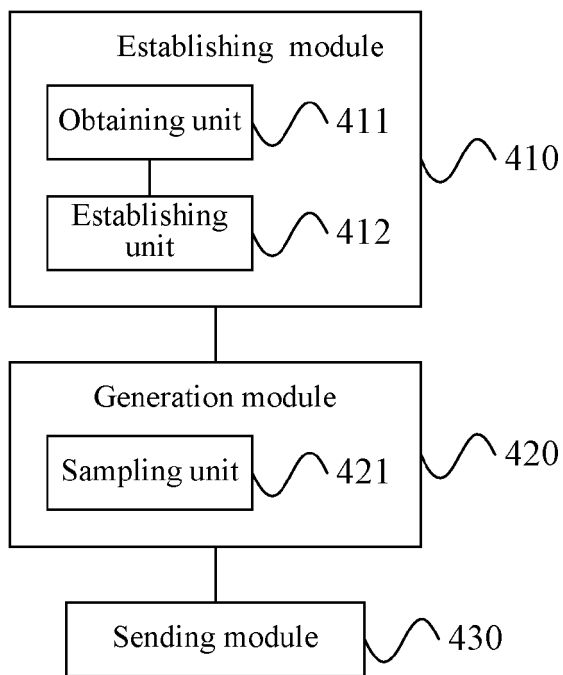 Establishing module
Obtaining unit
411
410
Establishing
unit
412
Generation module
Sampling unit
421
420
Sending module
430